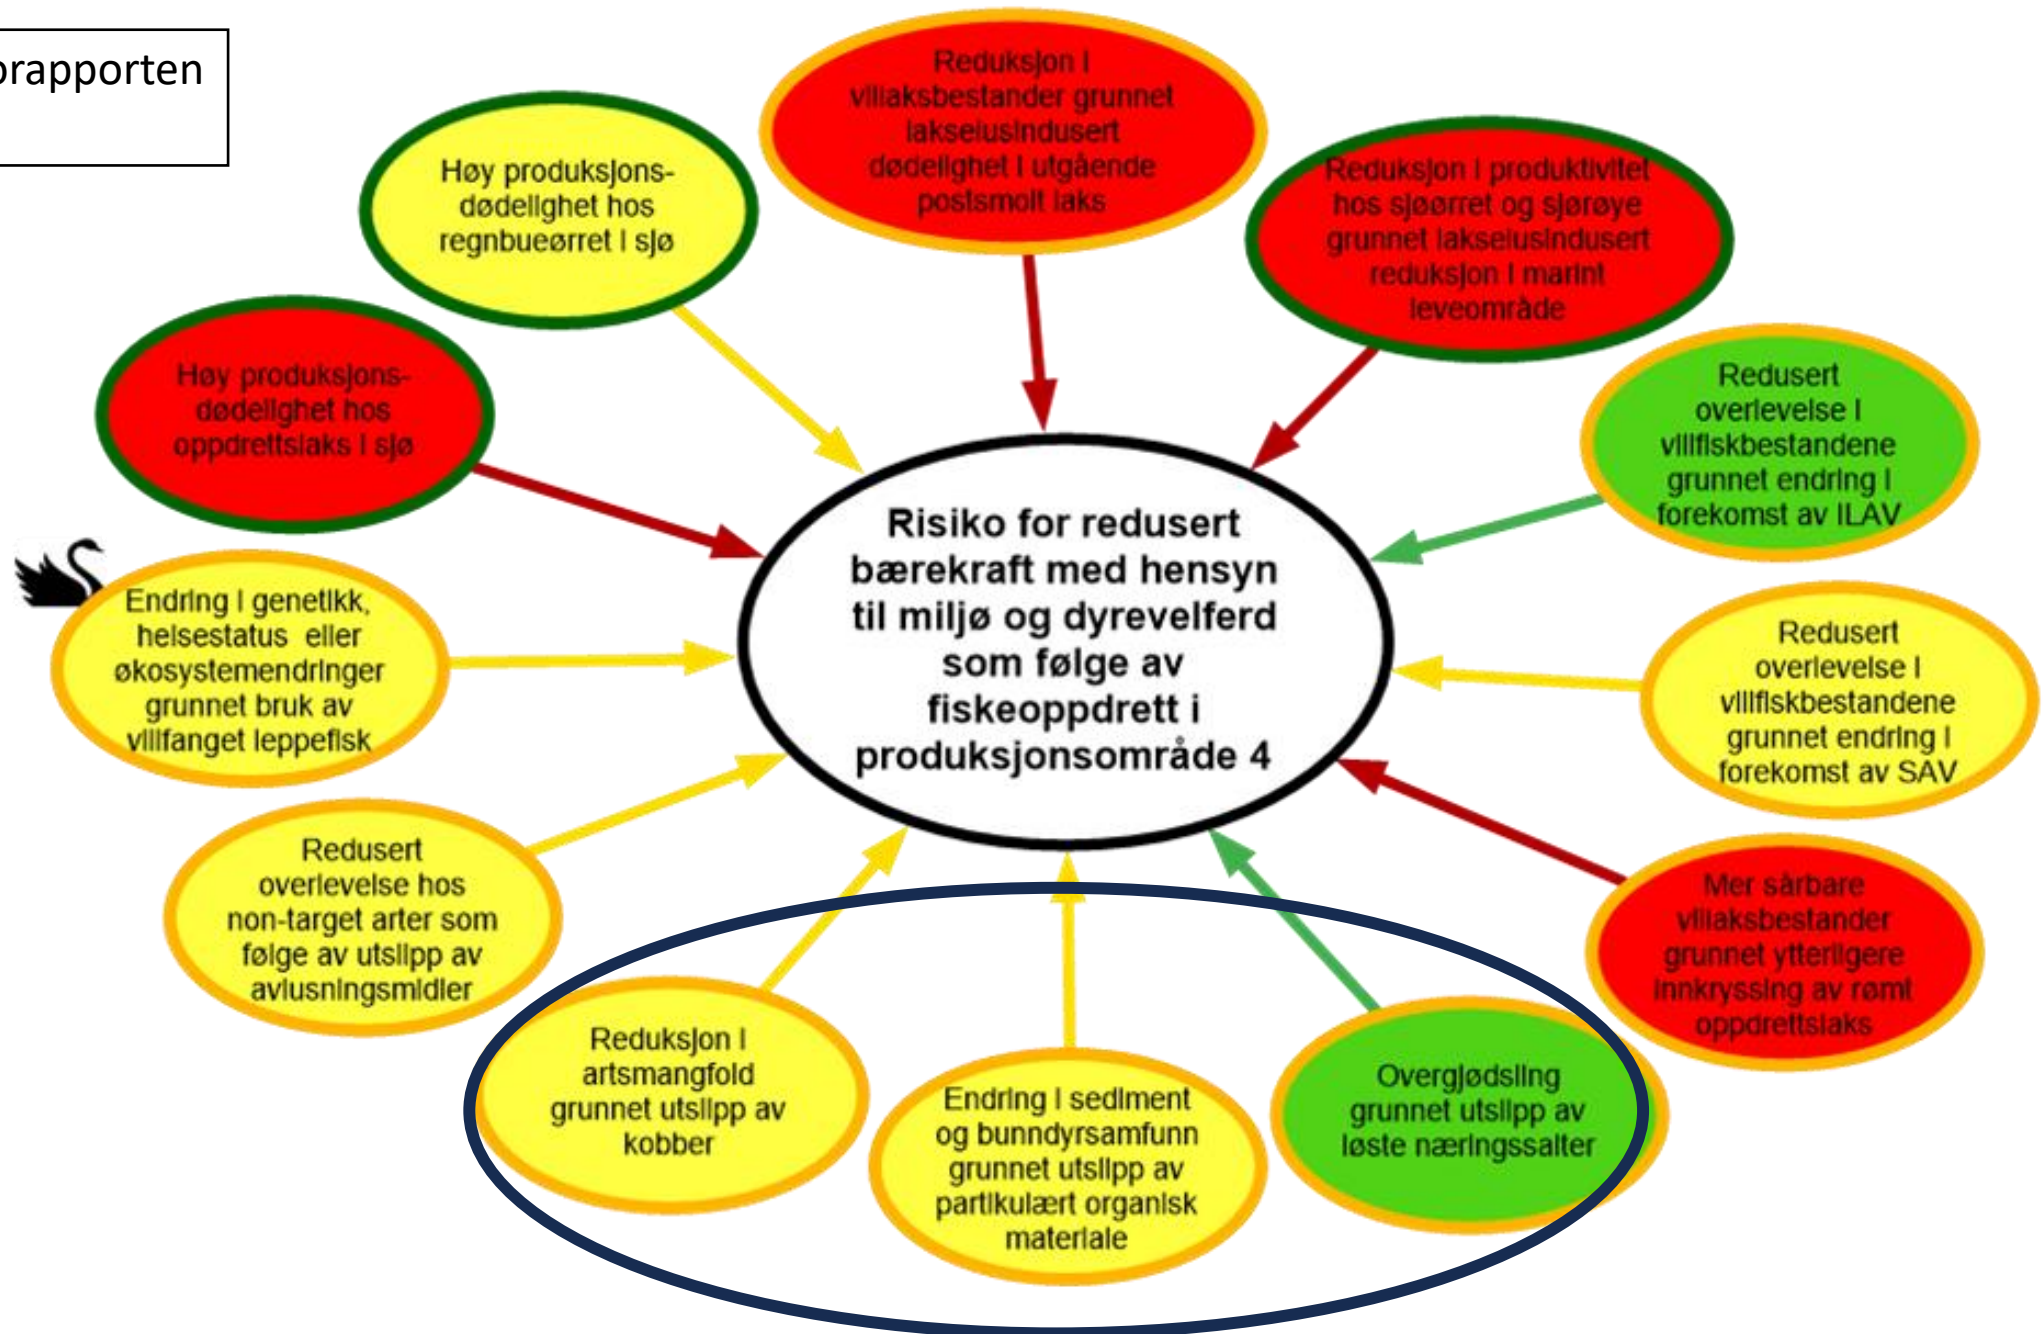 orapporten
Reduksjon i
villaksbestander grunnet
lakselusindusert
dødelighet i utgående
postsmolt laks
Høy produksjons-
dødelighet hos
regnbueørret i sjø
Reduksjon i produktivitet
hos sjøørret og sjørøye
grunnet lakselusindusert
reduksjon i marint
leveområde
Høy produksjons-
dødelighet hos
oppdrettslaks i sjø
Redusert
overlevelse i
villfiskbestandene
grunnet endring i
forekomst av ILAV
Risiko for redusert
bærekraft med hensyn
til miljø og dyrevelferd
som følge av
fiskeoppdrett i
produksjonsområde 4
Endring i genetikk,
helsestatus eller
økosystemendringer
grunnet bruk av
villfanget leppefisk
Redusert
overlevelse i
villfiskbestandene
grunnet endring i
forekomst av SAV
Redusert
overlevelse hos
non-target arter som
følge av utslipp av
avlusningsmidler
Mer sårbare
villaksbestander
grunnet ytterligere
innkryssing av rømt
oppdrettslaks
Reduksjon i
artsmangfold
grunnet utslipp av
kobber
Endring i sediment
og bunndyrsamfunn
grunnet utslipp av
partikulært organisk
materiale
Overgjødsling
grunnet utslipp av
løste næringssalter